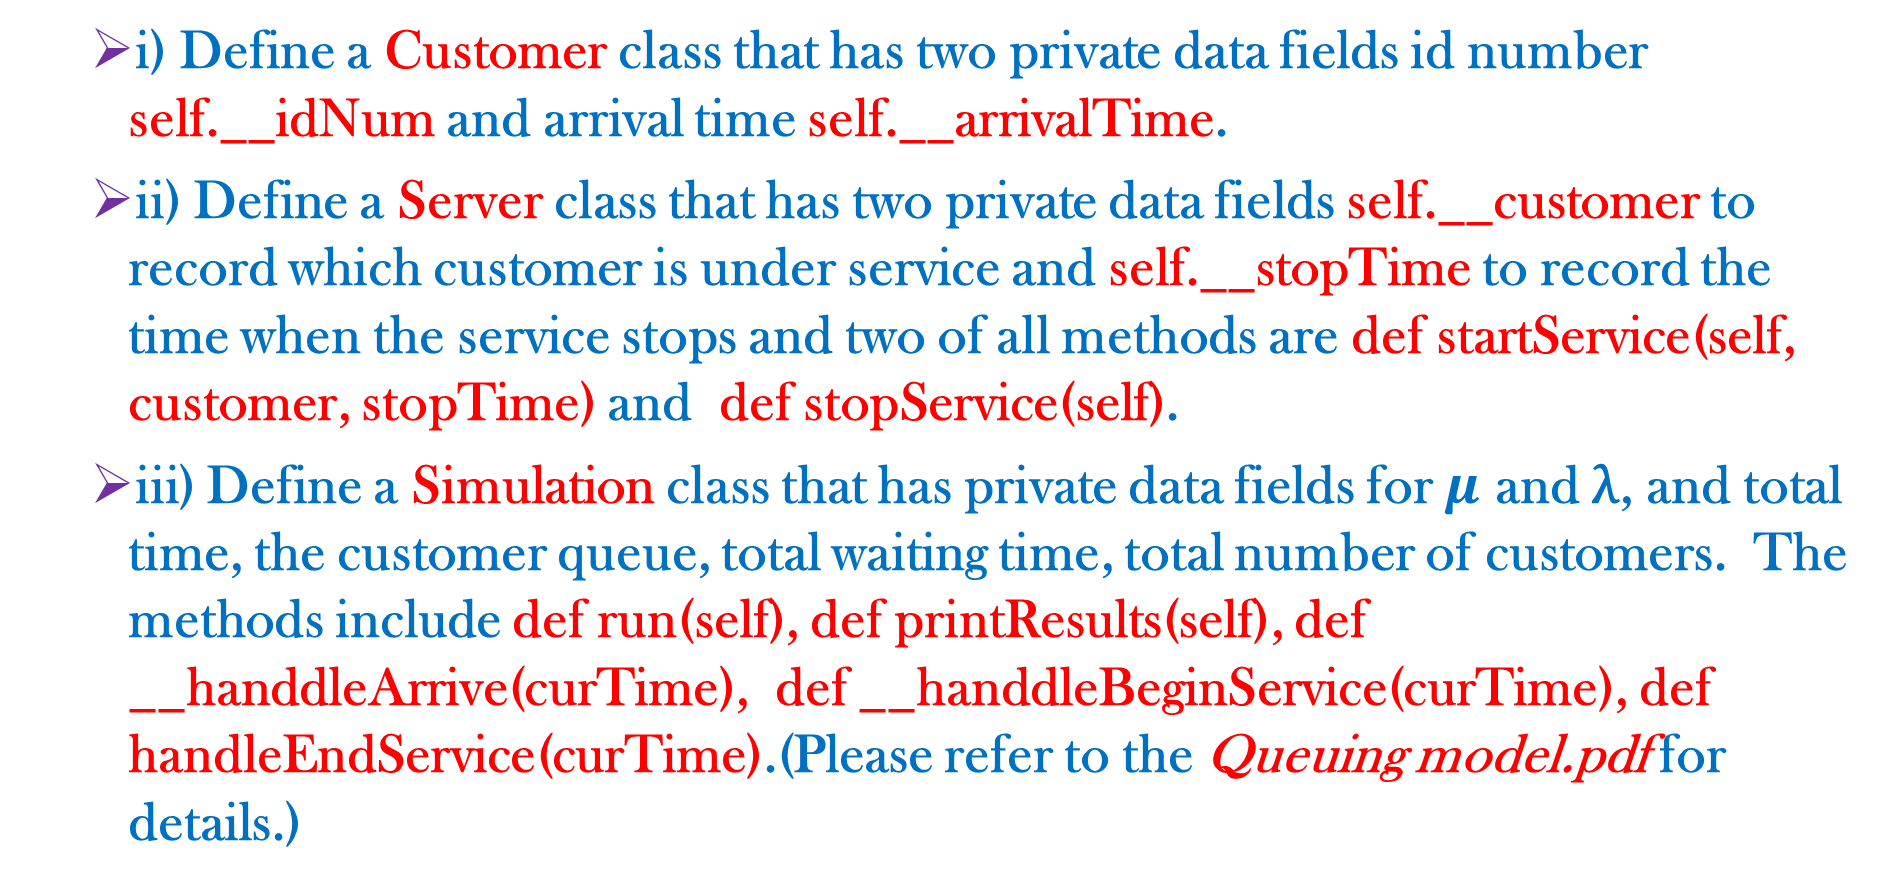 ➢i) Define a Customer class that has two private data fields id number
self.__idNum and arrival time self.__arrivalTime.
➢ii) Define a Server class that has two private data fields self.__customer to
record which customer is under service and self.__stopTime to record the
time when the service stops and two of all methods are def startService(self,
customer, stopTime) and def stopService(self).
➢iii) Define a Simulation class that has private data fields for μ and λ, and total
time, the customer queue, total waiting time, total number of customers. The
methods include def run(self), def printResults(self), def
__handdleArrive(curTime), def __handdleBeginService(curTime), def
handleEndService(curTime).(Please refer to the Queuing model.pdf for
details.)